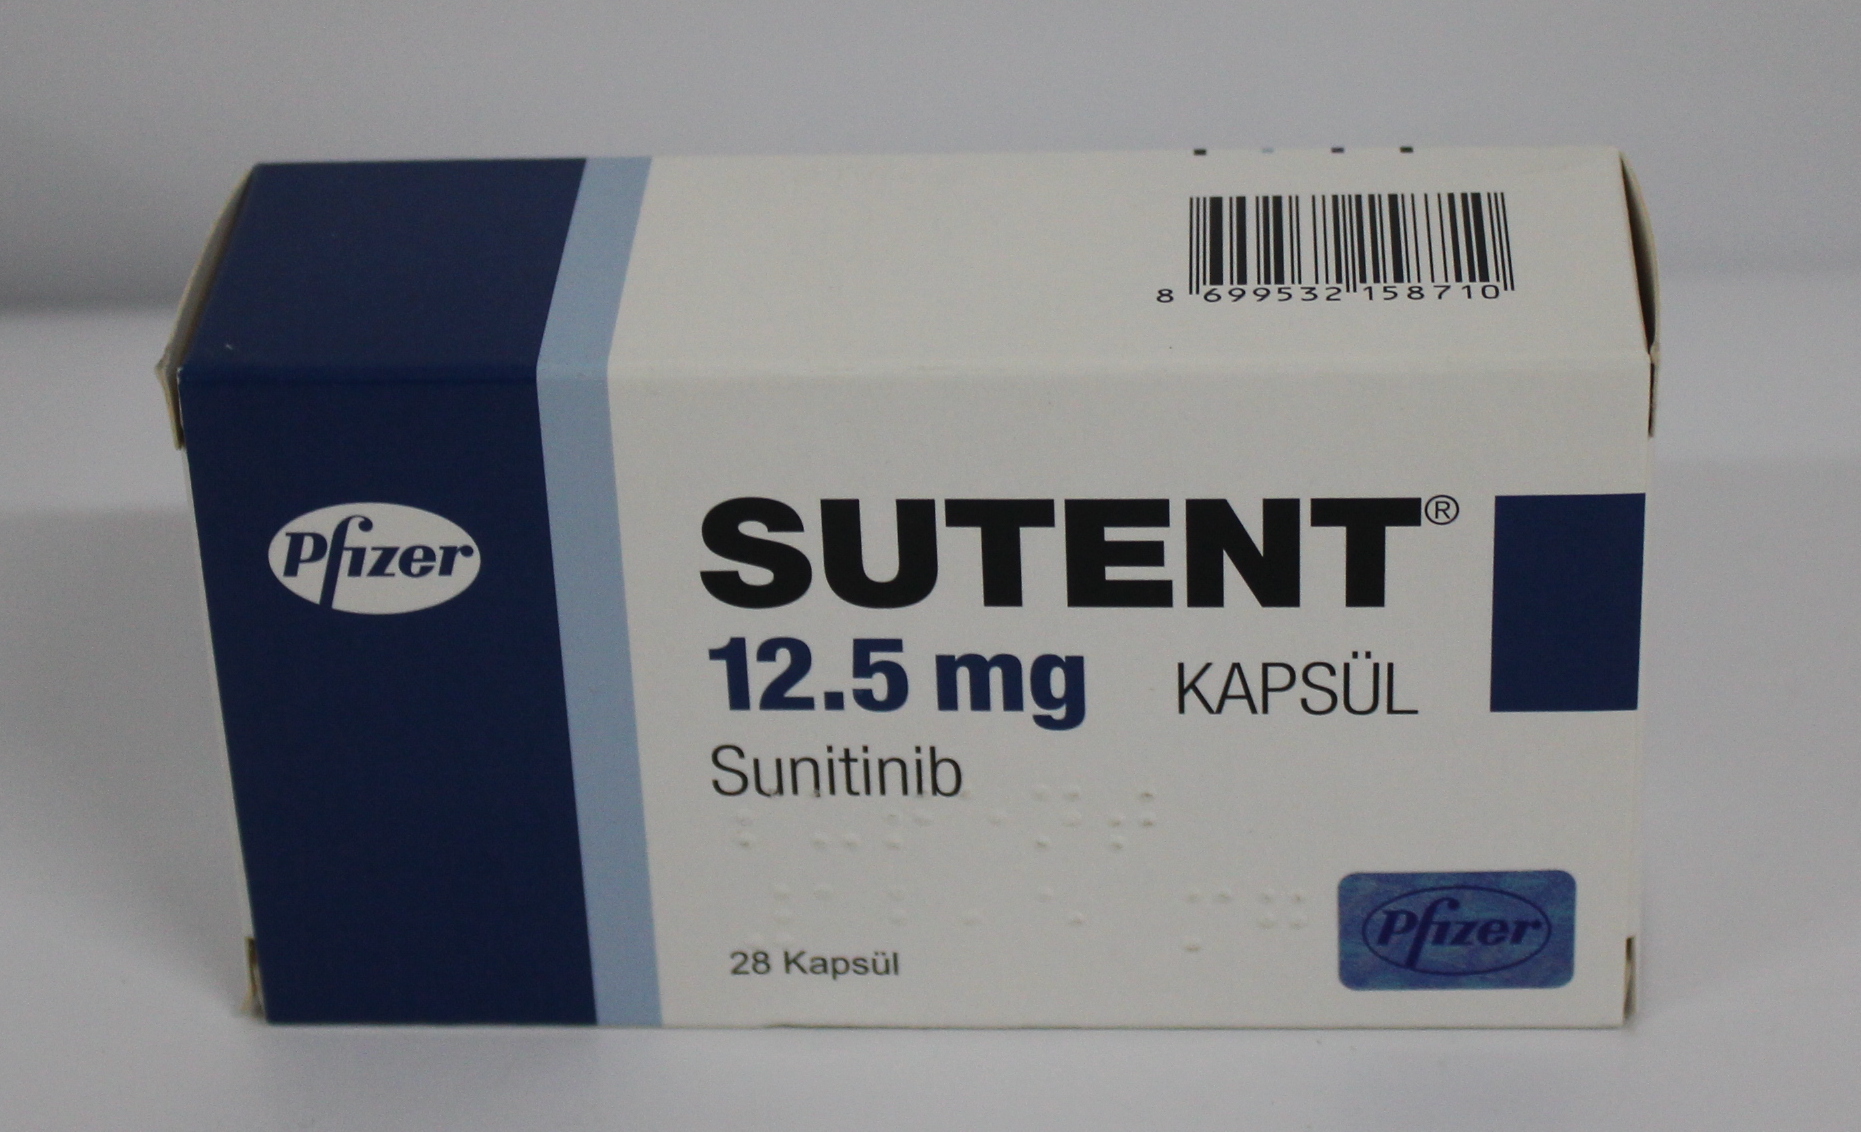 8 699532 158710
Pfizer
SUTENT®
12.5 mg KAPSÜL
Sunitinib
28 Kapsül
Pfizer